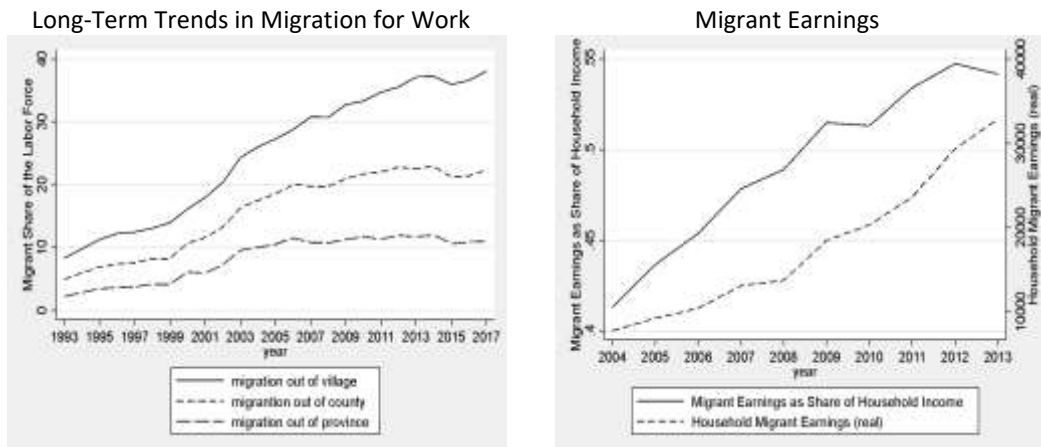 Long-Term Trends in Migration for Work
Migrant Share of the Labor Force
40
30
20
10
0
1993 1995 1997 1999 2001 2003 2005 2007 2009 2011 2013 2015 2017
year
migration out of village
migrantion out of county
migration out of province
Migrant Earnings
Migrant Earnings as Share of Household Income
.55
.5
.45
.4
40000
30000
20000
10000
Household Migrant Earnings (real)
2004 2005 2006 2007 2008 2009 2010 2011 2012 2013
year
Migrant Earnings as Share of Household Income
Household Migrant Earnings (real)